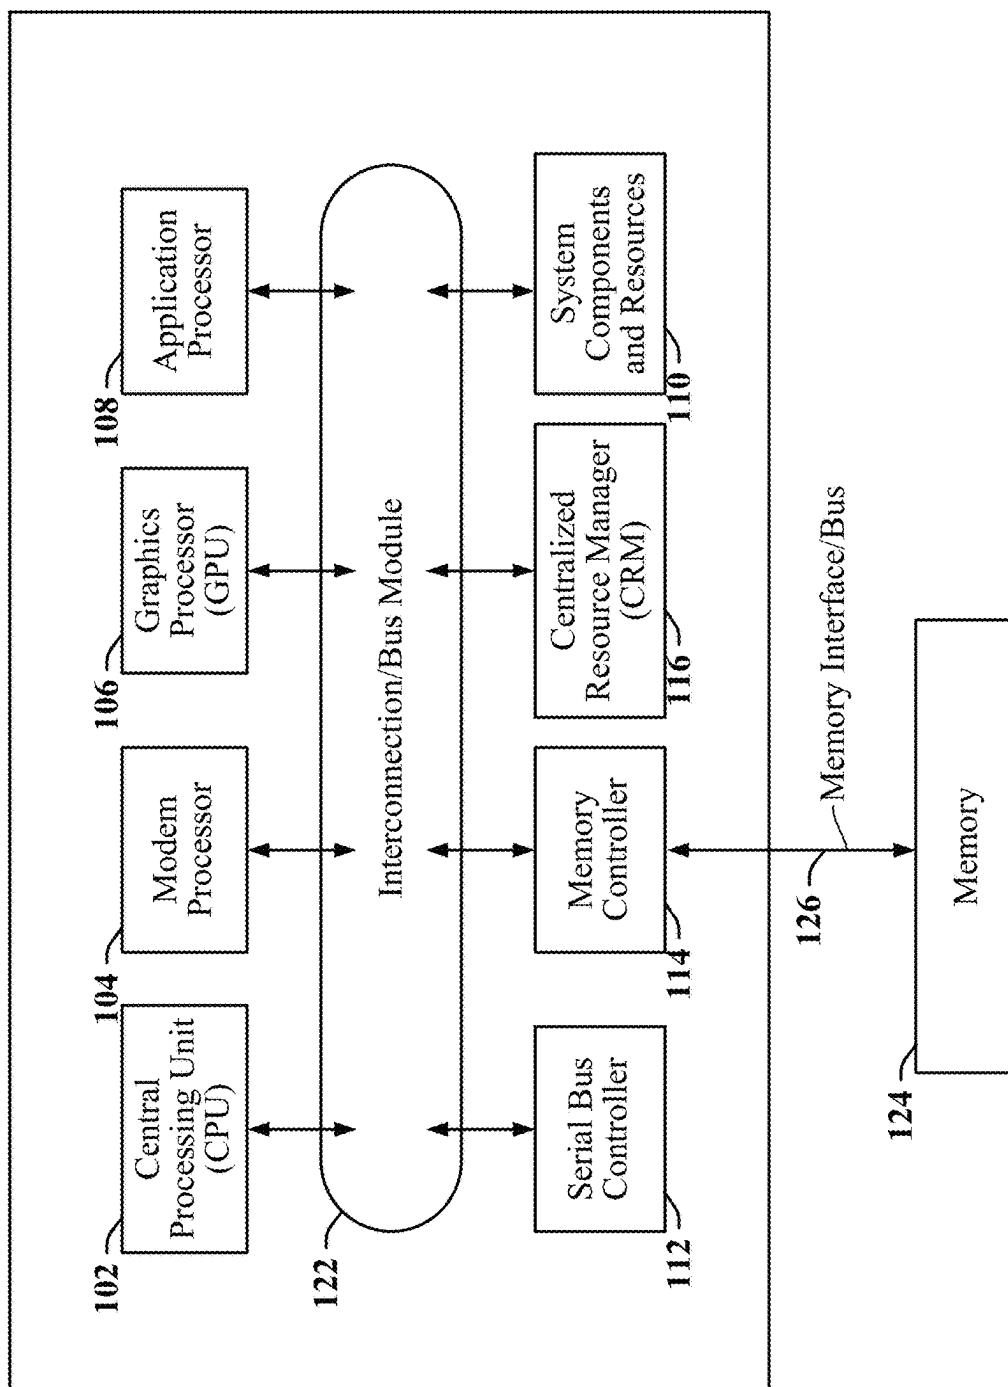 102
Central
Processing Unit
(CPU)
104
Modem
Processor
106
Graphics
Processor
(GPU)
108
Application
Processor
122
Interconnection/Bus Module
112
Serial Bus
Controller
114
Memory
Controller
116
Centralized
Resource Manager
(CRM)
110
System
Components
and Resources
126
Memory Interface/Bus
124
Memory